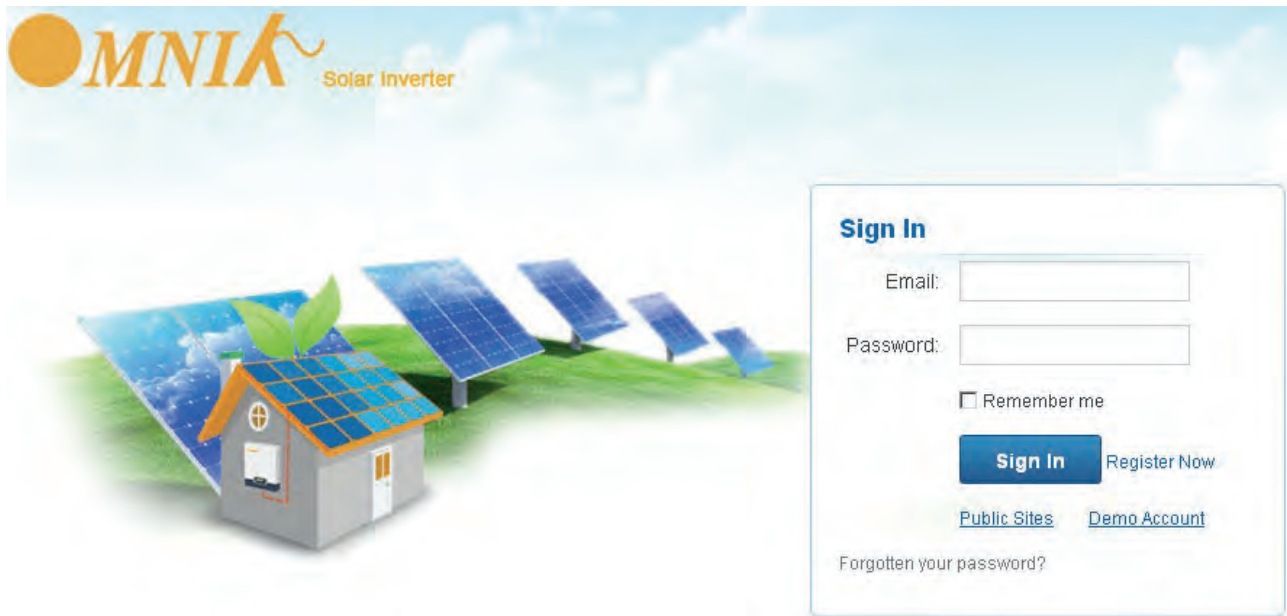 OMNIK Solar Inverter
Sign In
Email:
Password:
Remember me
Sign In Register Now
Public Sites Demo Account
Forgotten your password?